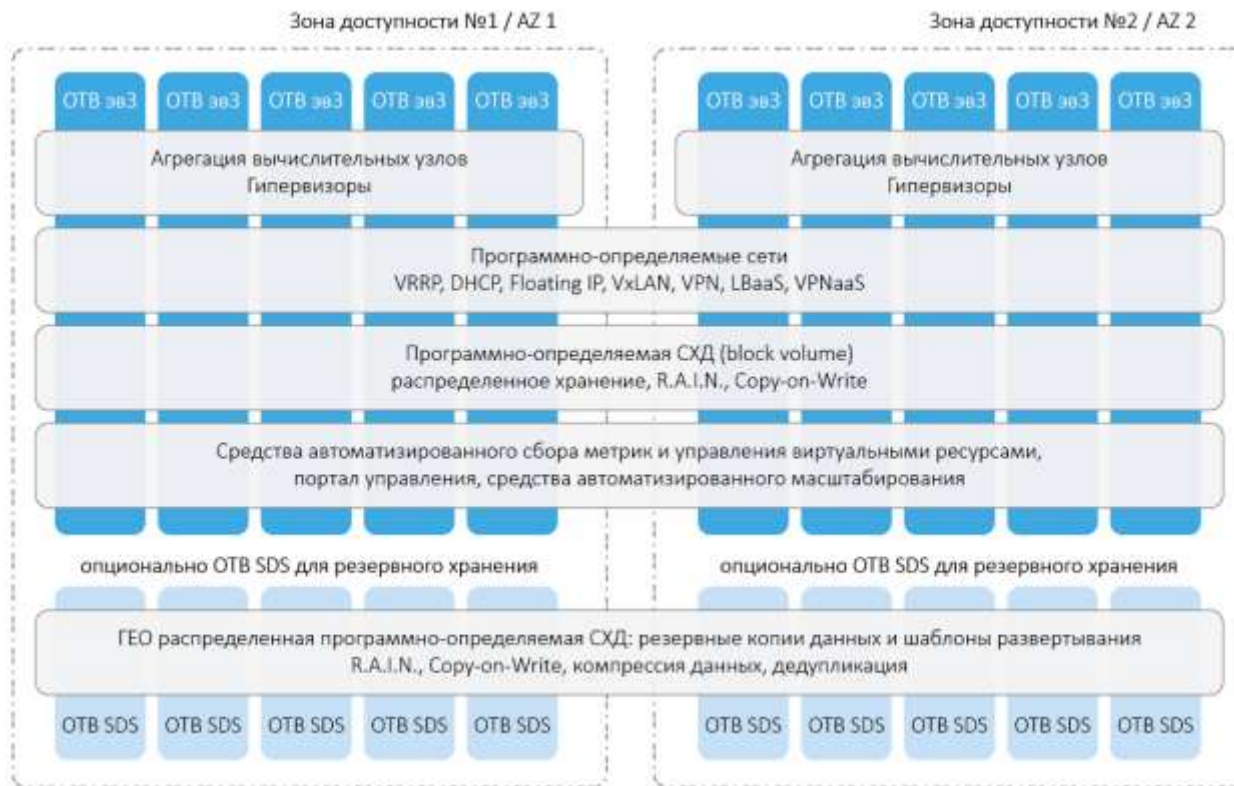 Зона доступности №1 / AZ 1
Зона доступности №2 / AZ 2
ОТВ эв3 ОТВ эв3 ОТВ эв3 ОТВ эв3 ОТВ эв3
ОТВ эв3 ОТВ эв3 ОТВ эв3 ОТВ эв3 ОТВ эв3
Агрегация вычислительных узлов
Гипервизоры
Агрегация вычислительных узлов
Гипервизоры
Программно-определяемые сети
VRRP, DHCP, Floating IP, VxLAN, VPN, LBaaS, VPNaaS
Программно-определяемая СХД (block volume)
распределенное хранение, R.A.I.N., Copy-on-Write
Средства автоматизированного сбора метрик и управления виртуальными ресурсами,
портал управления, средства автоматизированного масштабирования
опционально ОТВ SDS для резервного хранения
опционально ОТВ SDS для резервного хранения
ГЕО распределенная программно-определяемая СХД: резервные копии данных и шаблоны развертывания
R.A.I.N., Copy-on-Write, компрессия данных, дедупликация
ОТВ SDS ОТВ SDS ОТВ SDS ОТВ SDS ОТВ SDS
ОТВ SDS ОТВ SDS ОТВ SDS ОТВ SDS ОТВ SDS